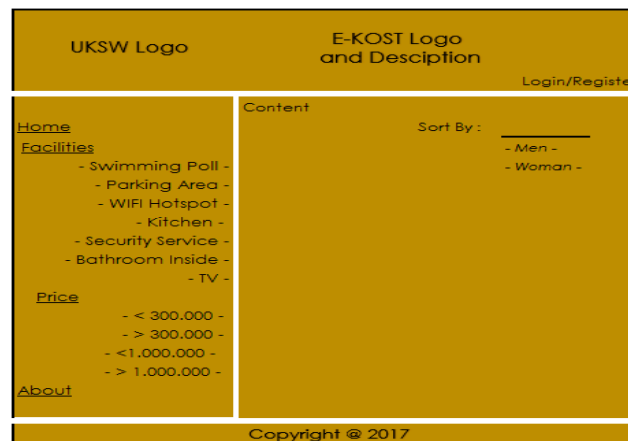 UKSW Logo
E-KOST Logo
and Desciption
Login/Registe
Home
Facilities
- Swimming Poll -
- Parking Area -
- WIFI Hotspot -
- Kitchen -
- Security Service -
- Bathroom Inside -
- TV -
Price
- < 300.000 -
- > 300.000 -
- <1.000.000 -
- > 1.000.000 -
About
Content
Sort By :
- Men -
- Woman -
Copyright @ 2017